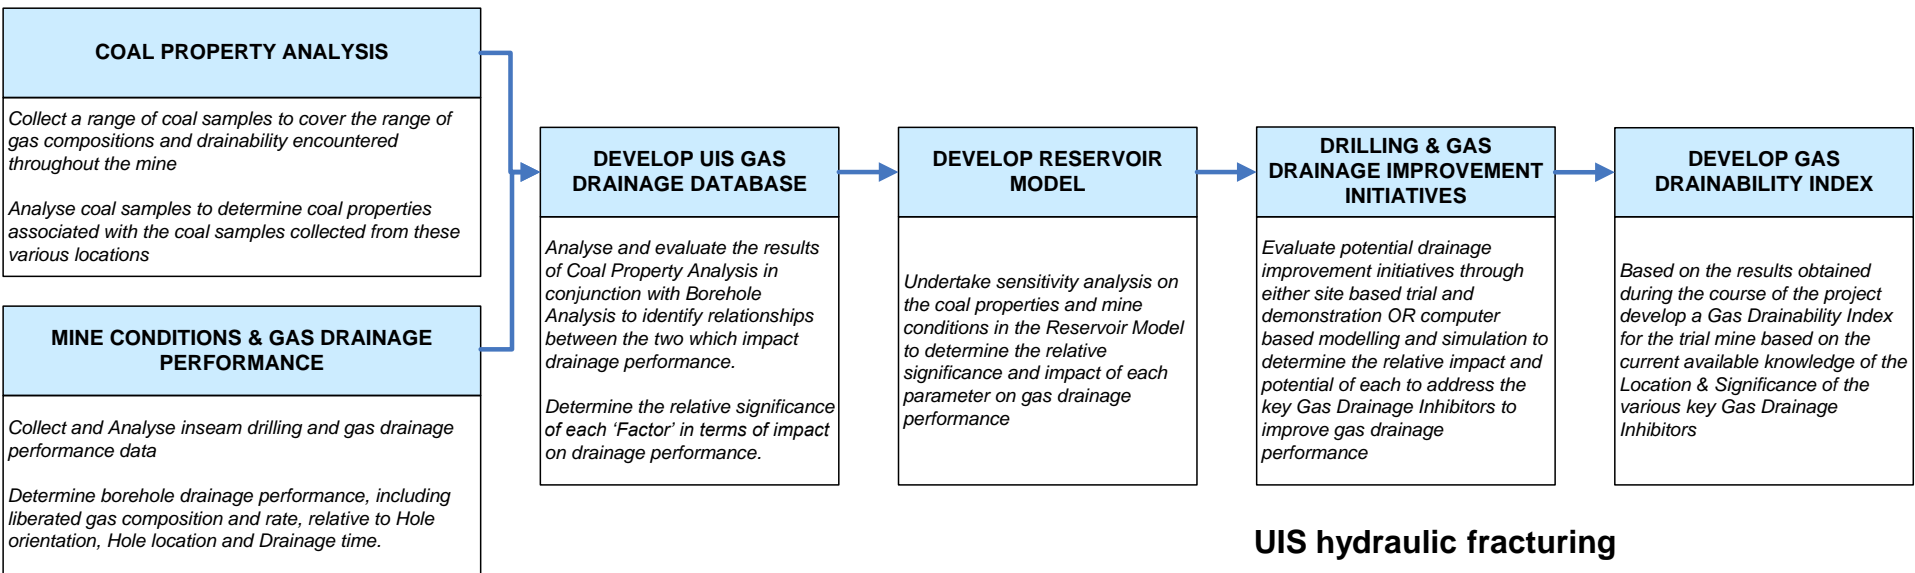 COAL PROPERTY ANALYSIS
Collect a range of coal samples to cover the range of
gas compositions and drainability encountered
throughout the mine
Analyse coal samples to determine coal properties
associated with the coal samples collected from these
various locations
MINE CONDITIONS & GAS DRAINAGE
PERFORMANCE
Collect and Analyse inseam drilling and gas drainage
performance data
Determine borehole drainage performance, including
liberated gas composition and rate, relative to Hole
orientation, Hole location and Drainage time.
DEVELOP UIS GAS
DRAINAGE DATABASE
Analyse and evaluate the results
of Coal Property Analysis in
conjunction with Borehole
Analysis to identify relationships
between the two which impact
drainage performance.
Determine the relative significance
of each ‘Factor’ in terms of impact
on drainage performance.
DEVELOP RESERVOIR
MODEL
Undertake sensitivity analysis on
the coal properties and mine
conditions in the Reservoir Model
to determine the relative
significance and impact of each
parameter on gas drainage
performance
DRILLING & GAS
DRAINAGE IMPROVEMENT
INITIATIVES
Evaluate potential drainage
improvement initiatives through
either site based trial and
demonstration OR computer
based modelling and simulation to
determine the relative impact and
potential of each to address the
key Gas Drainage Inhibitors to
improve gas drainage
performance
DEVELOP GAS
DRAINABILITY INDEX
Based on the results obtained
during the course of the project
develop a Gas Drainability Index
for the trial mine based on the
current available knowledge of the
Location & Significance of the
various key Gas Drainage
Inhibitors
UIS hydraulic fracturing